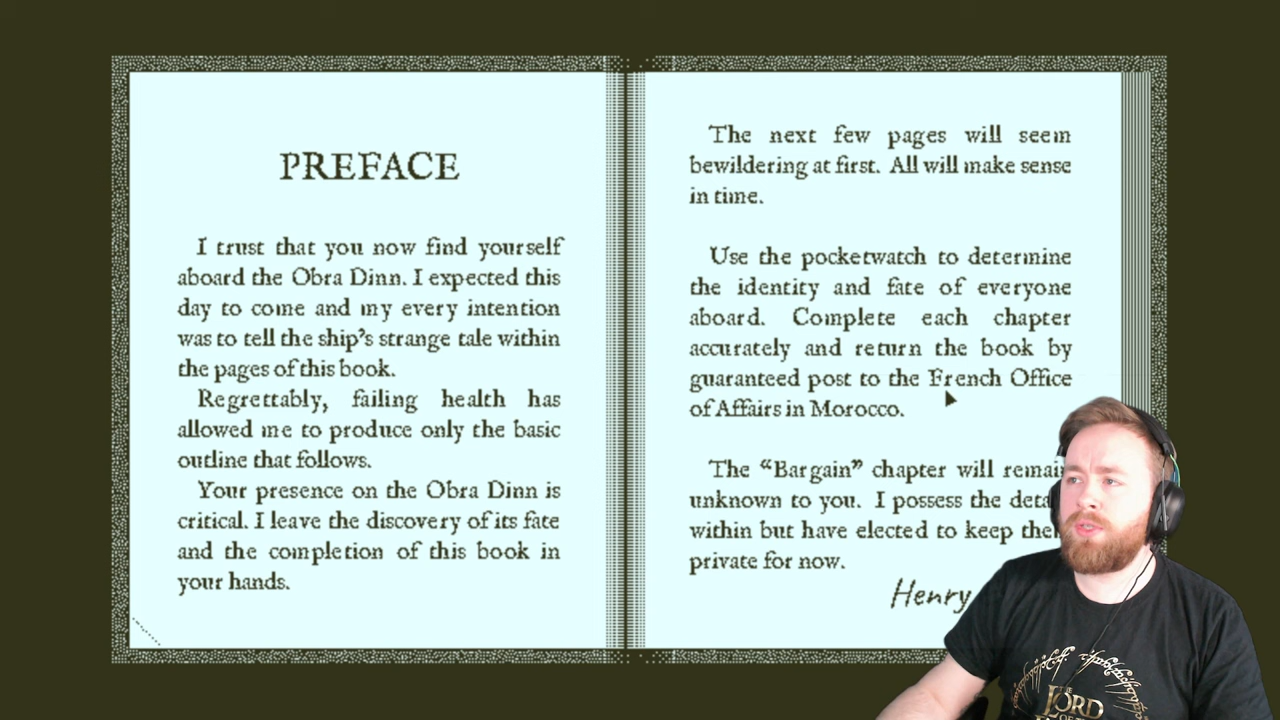 PREFACE
I trust that you now find yourself
aboard the Obra Dinn. I expected this
day to come and my every intention
was to tell the ship's strange tale within
the pages of this book.
Regrettably, failing health has
allowed me to produce only the basic
outline that follows.
Your presence on the Obra Dinn is
critical. I leave the discovery of its fate
and the completion of this book in
your hands.
The next few pages will seem
bewildering at first. All will make sense
in time.
Use the pocketwatch to determine
the identity and fate of everyone
aboard. Complete each chapter
accurately and return the book by
guaranteed post to the French Office
of Affairs in Morocco.
The “Bargain” chapter will remain
unknown to you. I possess the
within but have elected to keep
private for now.
Henry
LORD